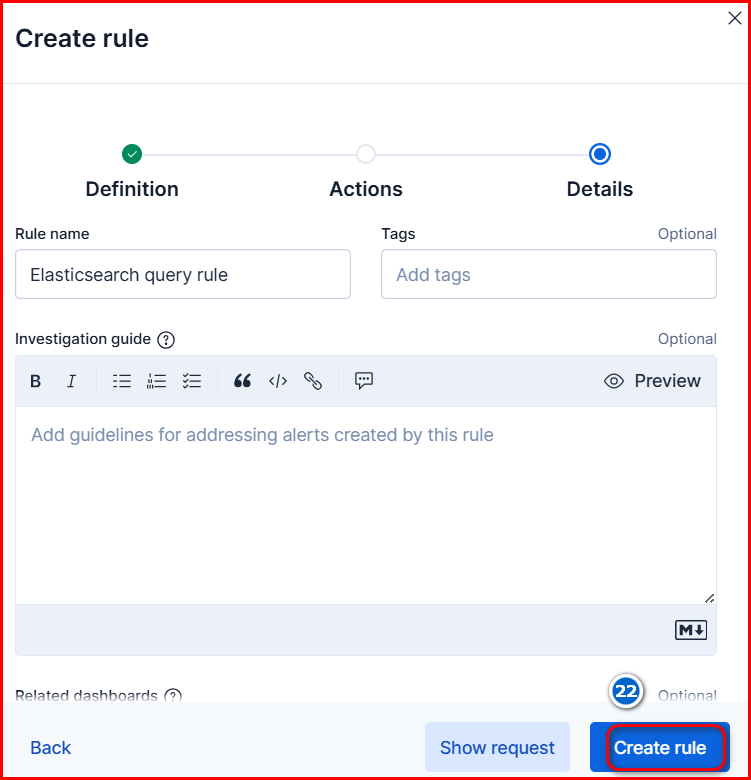 Create rule
Definition Actions Details
Rule name Tags Optional
Elasticsearch query rule Add tags
Investigation guide ? Optional
B I Preview
Add guidelines for addressing alerts created by this rule
M
Related dashboards ? Optional
22
Back Show request Create rule